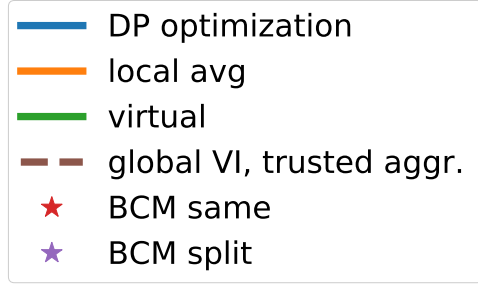 DP optimization
local avg
virtual
global VI, trusted aggr.
BCM same
BCM split